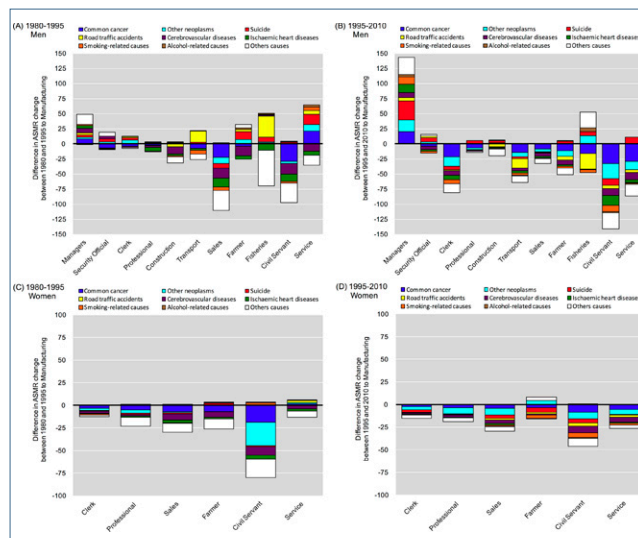 (A) 1980-1995
Men
Common cancer
Other neoplasms
Suicide
Road traffic accidents
Cerebrovascular diseases
Ischaemic heart diseases
Smoking-related causes
Alcohol-related causes
Others causes
Difference in ASMR change
between 1980 and 1995 to Manufacturing
150
125
100
75
50
25
0
-25
-50
-75
-100
-125
-150
Managers
Security Official
Clerk
Professional
Construction
Transport
Sales
Farmer
Fisheries
Civil Servant
Service
(B) 1995-2010
Men
Common cancer
Other neoplasms
Suicide
Road traffic accidents
Cerebrovascular diseases
Ischaemic heart diseases
Smoking-related causes
Alcohol-related causes
Others causes
Difference in ASMR change
between 1995 and 2010 to Manufacturing
150
125
100
75
50
25
0
-25
-50
-75
-100
-125
-150
Managers
Security Official
Clerk
Professional
Construction
Transport
Sales
Farmer
Fisheries
Civil Servant
Service
(C) 1980-1995
Women
Common cancer
Other neoplasms
Suicide
Road traffic accidents
Cerebrovascular diseases
Ischaemic heart diseases
Smoking-related causes
Alcohol-related causes
Others causes
Difference in ASMR change
between 1980 and 1995 to Manufacturing
100
75
50
25
0
-25
-50
-75
-100
Clerk
Professional
Sales
Farmer
Civil Servant
Service
(D) 1995-2010
Women
Common cancer
Other neoplasms
Suicide
Road traffic accidents
Cerebrovascular diseases
Ischaemic heart diseases
Smoking-related causes
Alcohol-related causes
Others causes
Difference in ASMR change
between 1995 and 2010 to Manufacturing
100
80
60
40
20
0
-20
-40
-60
-80
-100
Clerk
Professional
Sales
Farmer
Civil Servant
Service